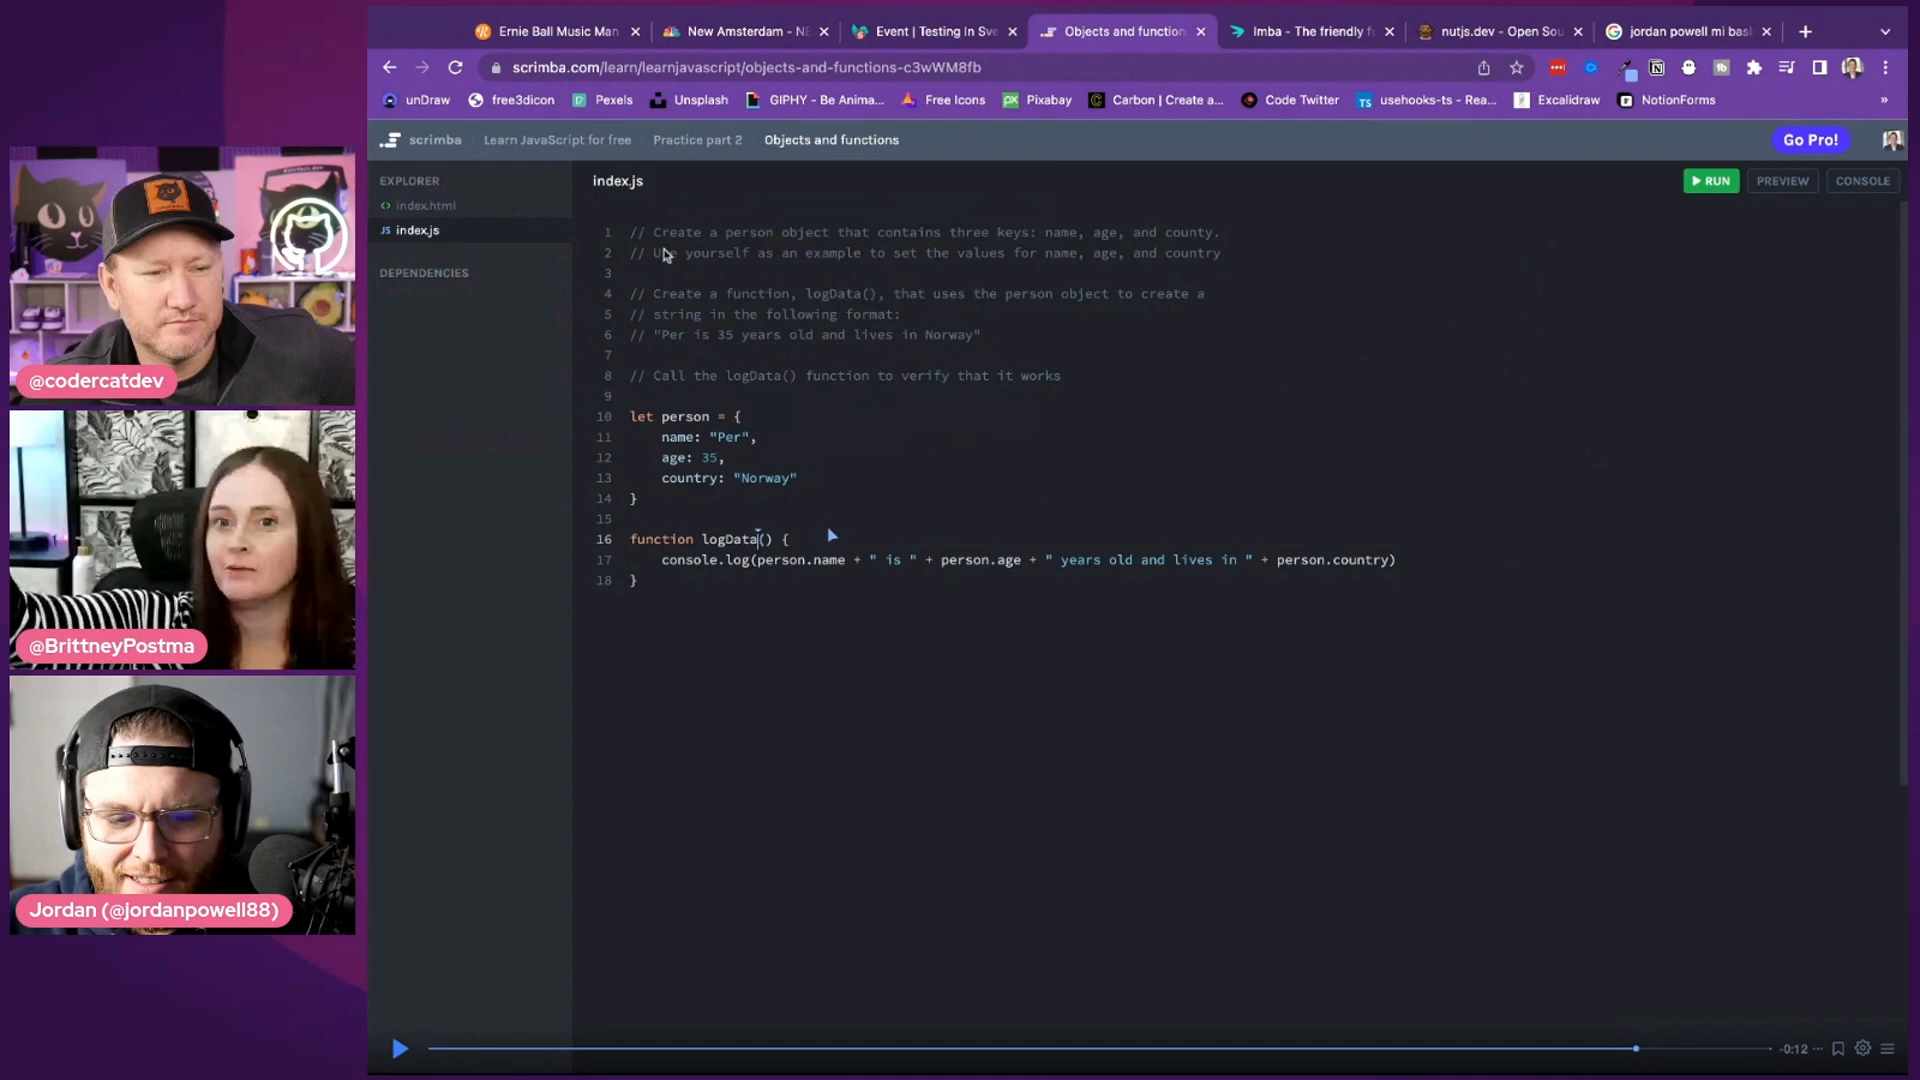 Ernie Ball Music Man
New Amsterdam - NE
Event | Testing In Sve
Objects and function
Imba - The friendly f
nutjs.dev - Open Sou
jordan powell mi bas
scrimba.com/learn/learnjavascript/objects-and-functions-c3wWM8fb
unDraw
free3dicon
Pexels
Unsplash
GIPHY - Be Anima...
Free Icons
Pixabay
Carbon | Create a...
Code Twitter
usehooks-ts - Rea...
Excalidraw
NotionForms
scrimba / Learn JavaScript for free / Practice part 2 / Objects and functions
Go Pro!
EXPLORER
index.html
JS index.js
DEPENDENCIES
index.js
RUN
PREVIEW
CONSOLE
1 // Create a person object that contains three keys: name, age, and county.
2 // Use yourself as an example to set the values for name, age, and country
3
4 // Create a function, logData(), that uses the person object to create a
5 // string in the following format:
6 // "Per is 35 years old and lives in Norway"
7
8 // Call the logData() function to verify that it works
9
10 let person = {
11 name: "Per",
12 age: 35,
13 country: "Norway"
14 }
15
16 function logData() {
17 console.log(person.name + " is " + person.age + " years old and lives in " + person.country)
18 }
-0:12
@codercatdev
@BrittneyPostma
Jordan (@jordanpowell88)